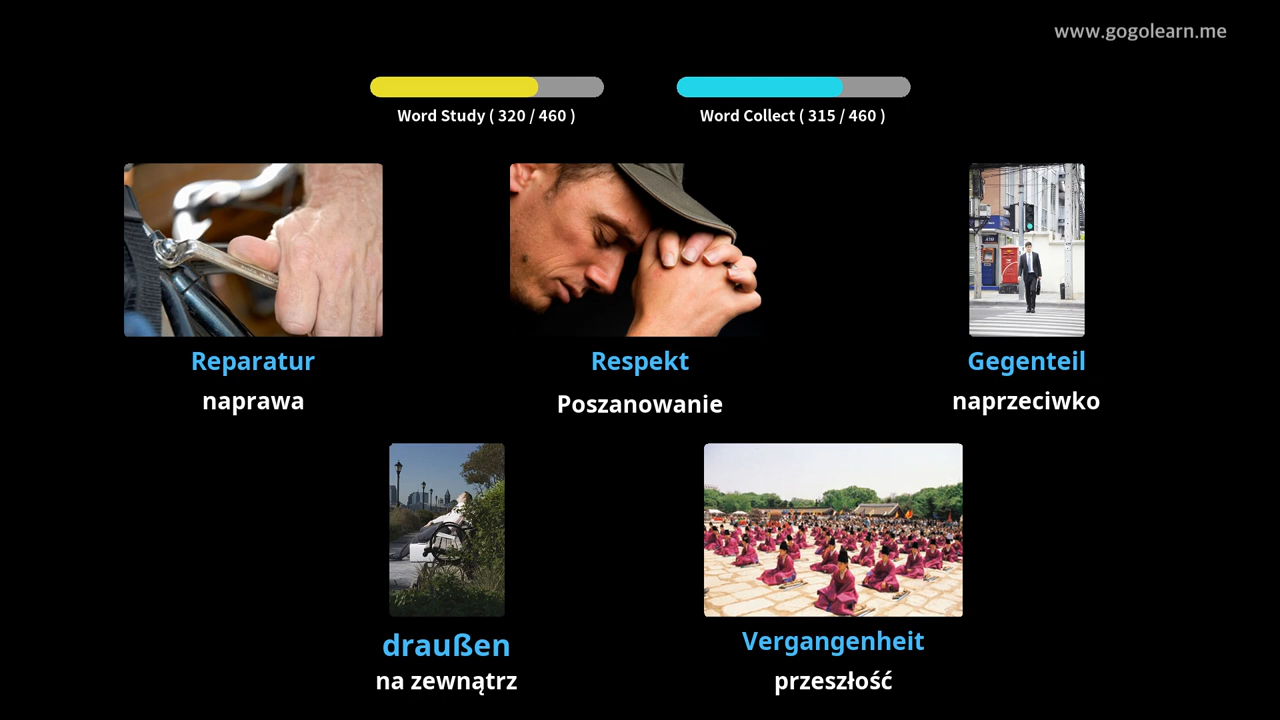 www.gogolearn.me
Word Study ( 320 / 460 )
Word Collect ( 315 / 460 )
Reparatur
naprawa
Respekt
Poszanowanie
Gegenteil
naprzeciwko
draußen
na zewnątrz
Vergangenheit
przeszłość